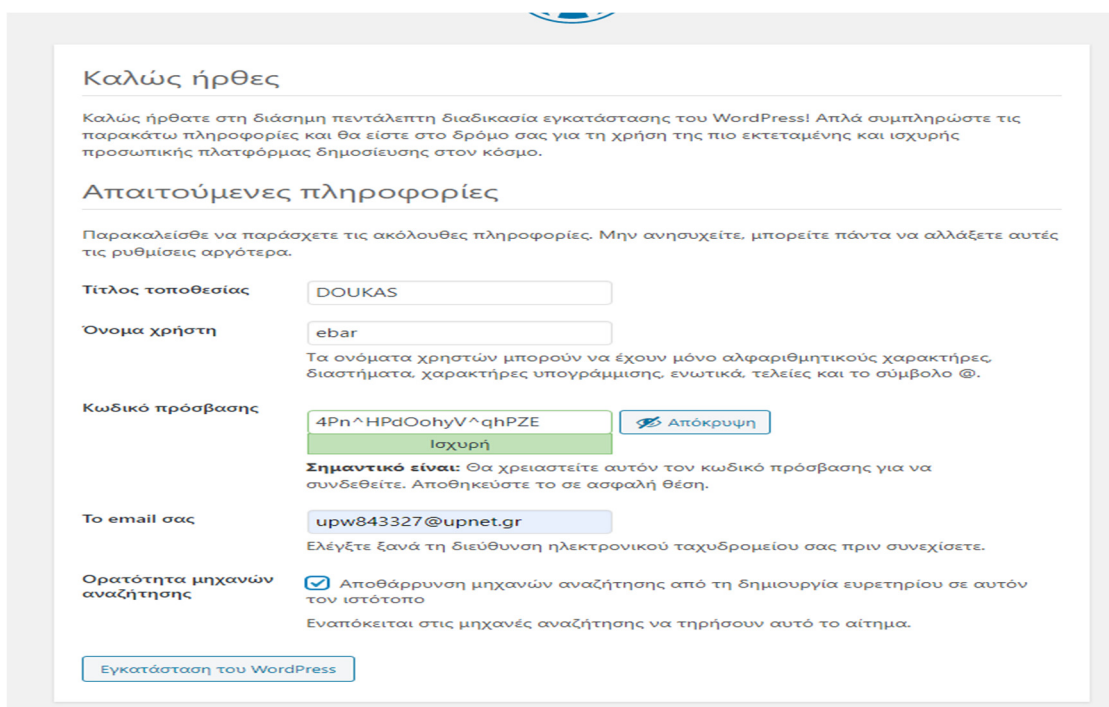 Καλώς ήρθες
Καλώς ήρθατε στη διάσημη πεντάλεπτη διαδικασία εγκατάστασης του WordPress! Απλά συμπληρώστε τις
παρακάτω πληροφορίες και θα είστε στο δρόμο σας για τη χρήση της πιο εκτεταμένης και ισχυρής
προσωπικής πλατφόρμας δημοσίευσης στον κόσμο.
Απαιτούμενες πληροφορίες
Παρακαλείσθε να παράσχετε τις ακόλουθες πληροφορίες. Μην ανησυχείτε, μπορείτε πάντα να αλλάξετε αυτές
τις ρυθμίσεις αργότερα.
Τίτλος τοποθεσίας
DOUKAS
Όνομα χρήστη
ebar
Τα ονόματα χρηστών μπορούν να έχουν μόνο αλφαριθμητικούς χαρακτήρες,
διαστήματα, χαρακτήρες υπογράμμισης, ενωτικά, τελείες και το σύμβολο @.
Κωδικό πρόσβασης
4Pn^HPdOohyV^qhPZE
Απόκρυψη
Ισχυρή
Σημαντικό είναι: Θα χρειαστείτε αυτόν τον κωδικό πρόσβασης για να
συνδεθείτε. Αποθηκεύστε το σε ασφαλή θέση.
Το email σας
upw843327@upnet.gr
Ελέγξτε ξανά τη διεύθυνση ηλεκτρονικού ταχυδρομείου σας πριν συνεχίσετε.
Ορατότητα μηχανών
αναζήτησης
Αποθάρρυνση μηχανών αναζήτησης από τη δημιουργία ευρετηρίου σε αυτόν
τον ιστότοπο
Εναπόκειται στις μηχανές αναζήτησης να τηρήσουν αυτό το αίτημα.
Εγκατάσταση του WordPress